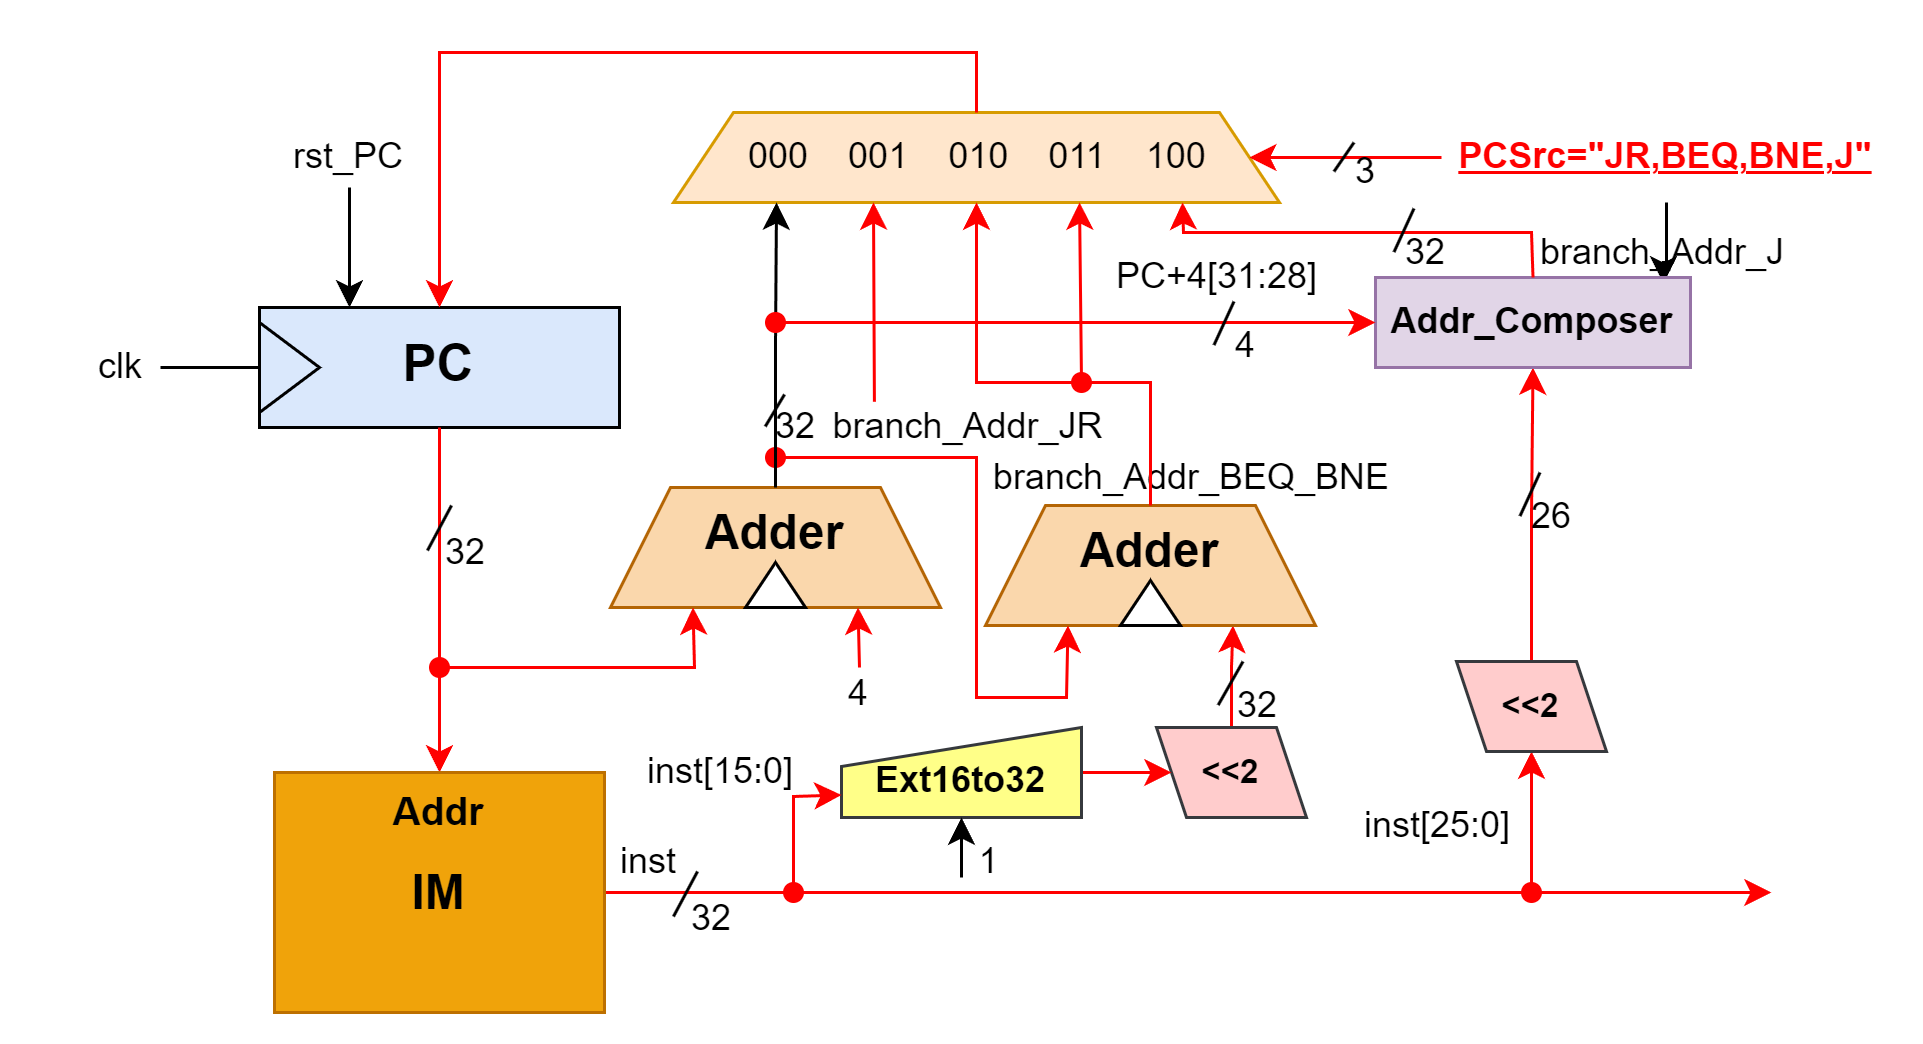 rst_PC
000 001 010 011 100
PCSrc="JR,BEQ,BNE,J"
3
32
branch_Addr_J
PC+4[31:28]
4
Addr_Composer
clk
PC
32
branch_Addr_JR
branch_Addr_BEQ_BNE
32
Adder
Adder
26
4
32
<<2
inst[15:0]
Ext16to32
<<2
1
inst[25:0]
Addr
IM
inst
32